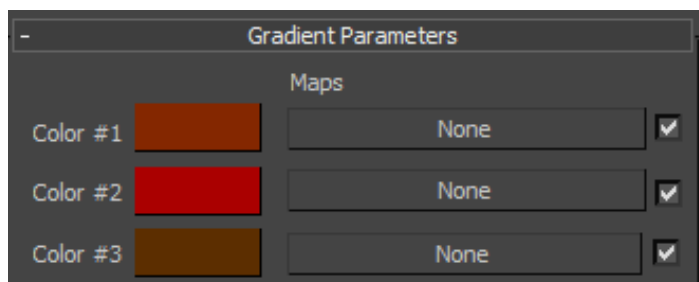 - Gradient Parameters
Maps
Color #1 None
Color #2 None
Color #3 None